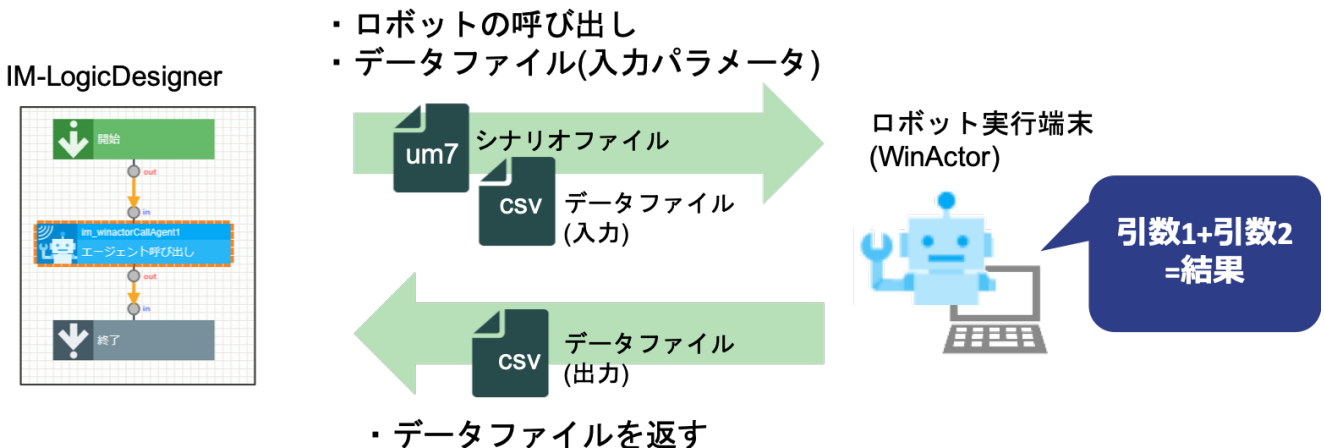 ・ロボットの呼び出し
・データファイル(入力パラメータ)
IM-LogicDesigner
開始
out
in
im_winactorCallAgent1
エージェント呼び出し
out
in
終了
um7
シナリオファイル
CSV
データファイル
(入力)
ロボット実行端末
(WinActor)
引数1+引数2
=結果
CSV
データファイル
(出力)
・データファイルを返す